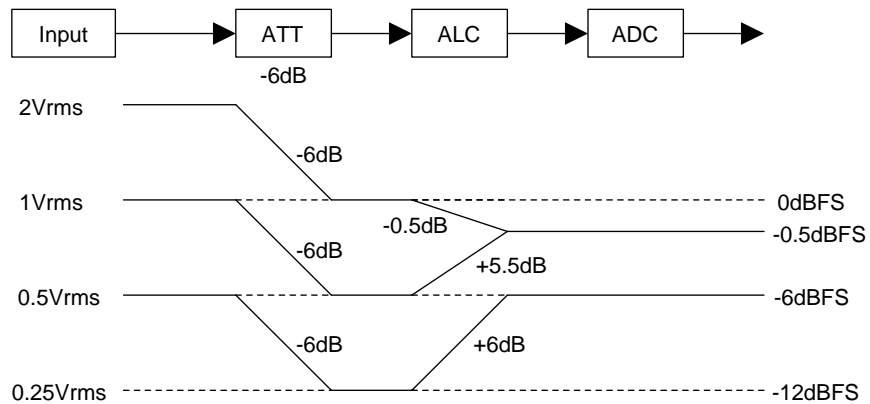 Input ATT ALC ADC
-6dB
2Vrms
-6dB
1Vrms 0dBFS
-0.5dB -0.5dBFS
-6dB +5.5dB
0.5Vrms -6dBFS
-6dB +6dB
0.25Vrms -12dBFS